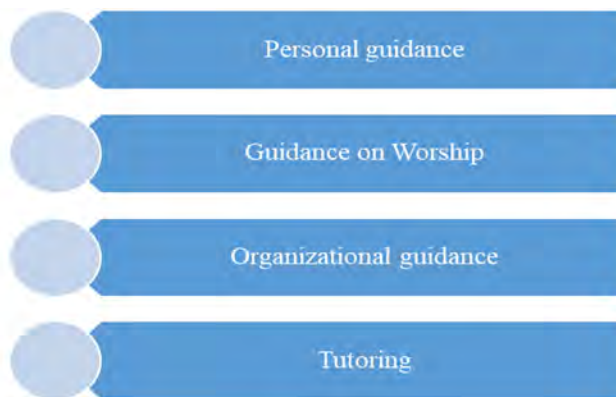 Personal guidance
Guidance on Worship
Organizational guidance
Tutoring